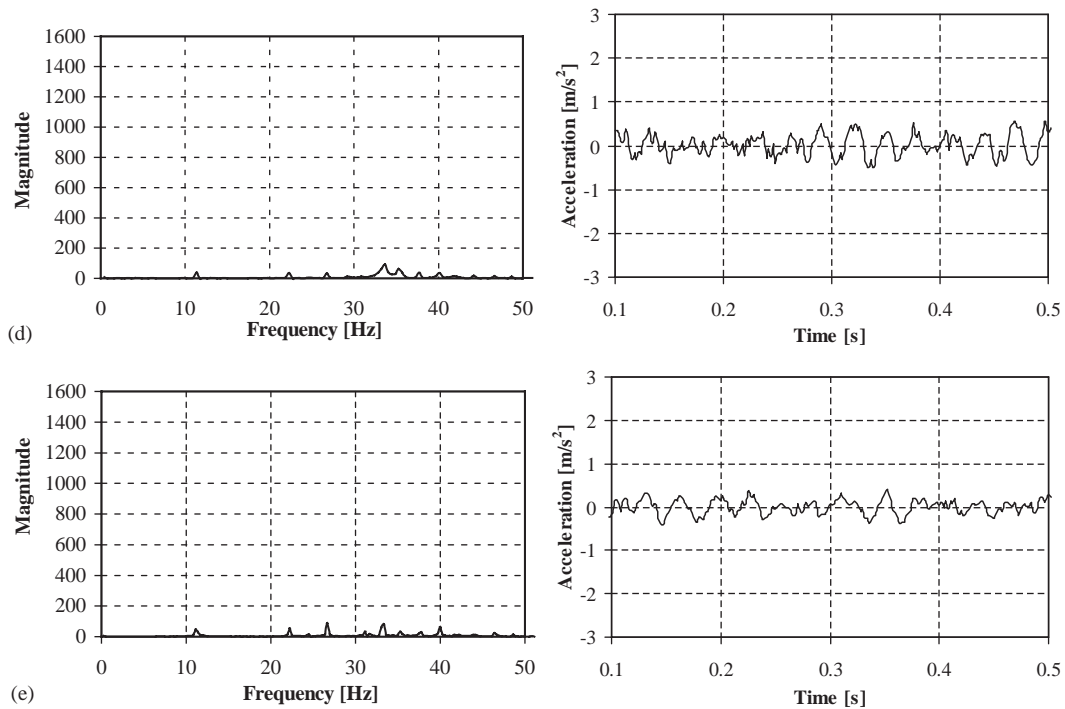 1600
1400
1200
1000
800
600
400
200
0
Magnitude
0 10 20 30 40 50
Frequency [Hz]
(d)
3
2
1
0
-1
-2
-3
Acceleration [m/s²]
0.1 0.2 0.3 0.4 0.5
Time [s]
1600
1400
1200
1000
800
600
400
200
0
Magnitude
0 10 20 30 40 50
Frequency [Hz]
(e)
3
2
1
0
-1
-2
-3
Acceleration [m/s²]
0.1 0.2 0.3 0.4 0.5
Time [s]